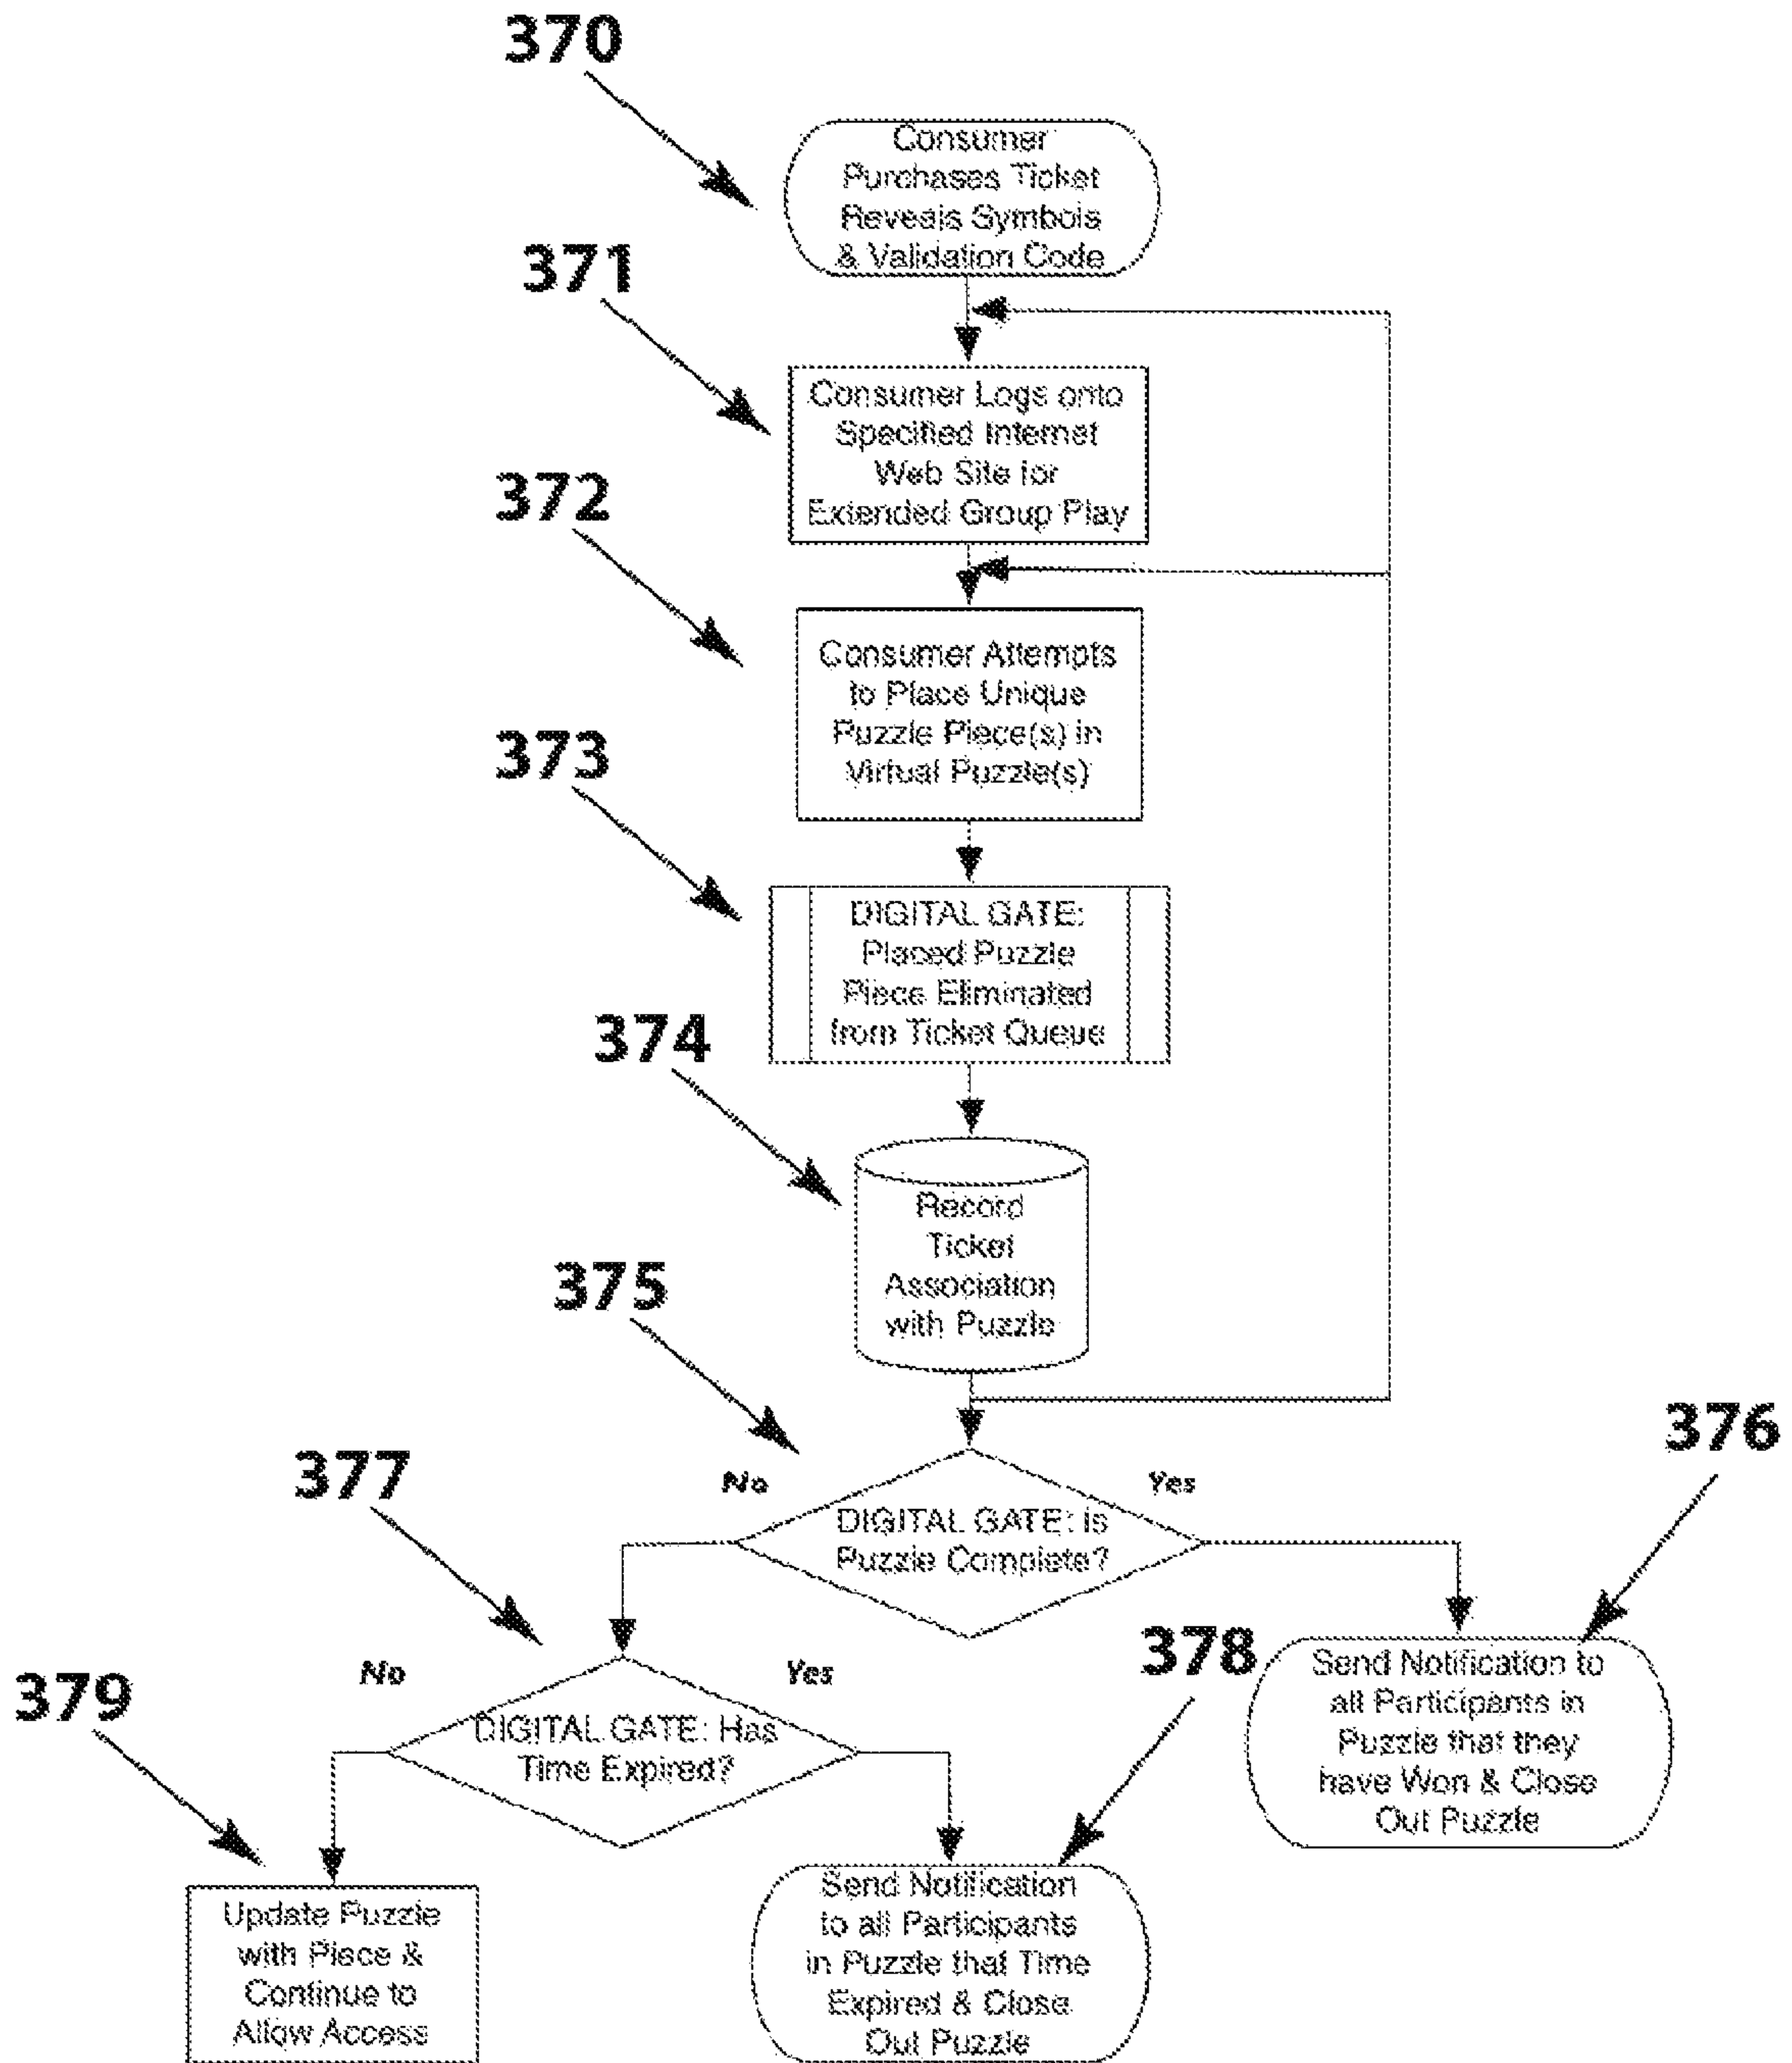 370
Consumer
Purchases Ticket
Reveals Symbols
& Validation Code
371
Consumer Logs onto
Specified Internet
Web Site for
Extended Group Play
372
Consumer Attempts
to Place Unique
Puzzle Piece(s) in
Virtual Puzzle(s)
373
DIGITAL GATE:
Placed Puzzle
Piece Eliminated
from Ticket Queue
374
Record
Ticket
Association
with Puzzle
375
No
Yes
DIGITAL GATE: Is
Puzzle Complete?
376
Send Notification to
all Participants in
Puzzle that they
have Won & Close
Out Puzzle
377
No
Yes
DIGITAL GATE: Has
Time Expired?
378
Send Notification
to all Participants
in Puzzle that Time
Expired & Close
Out Puzzle
379
Update Puzzle
with Piece &
Continue to
Allow Access